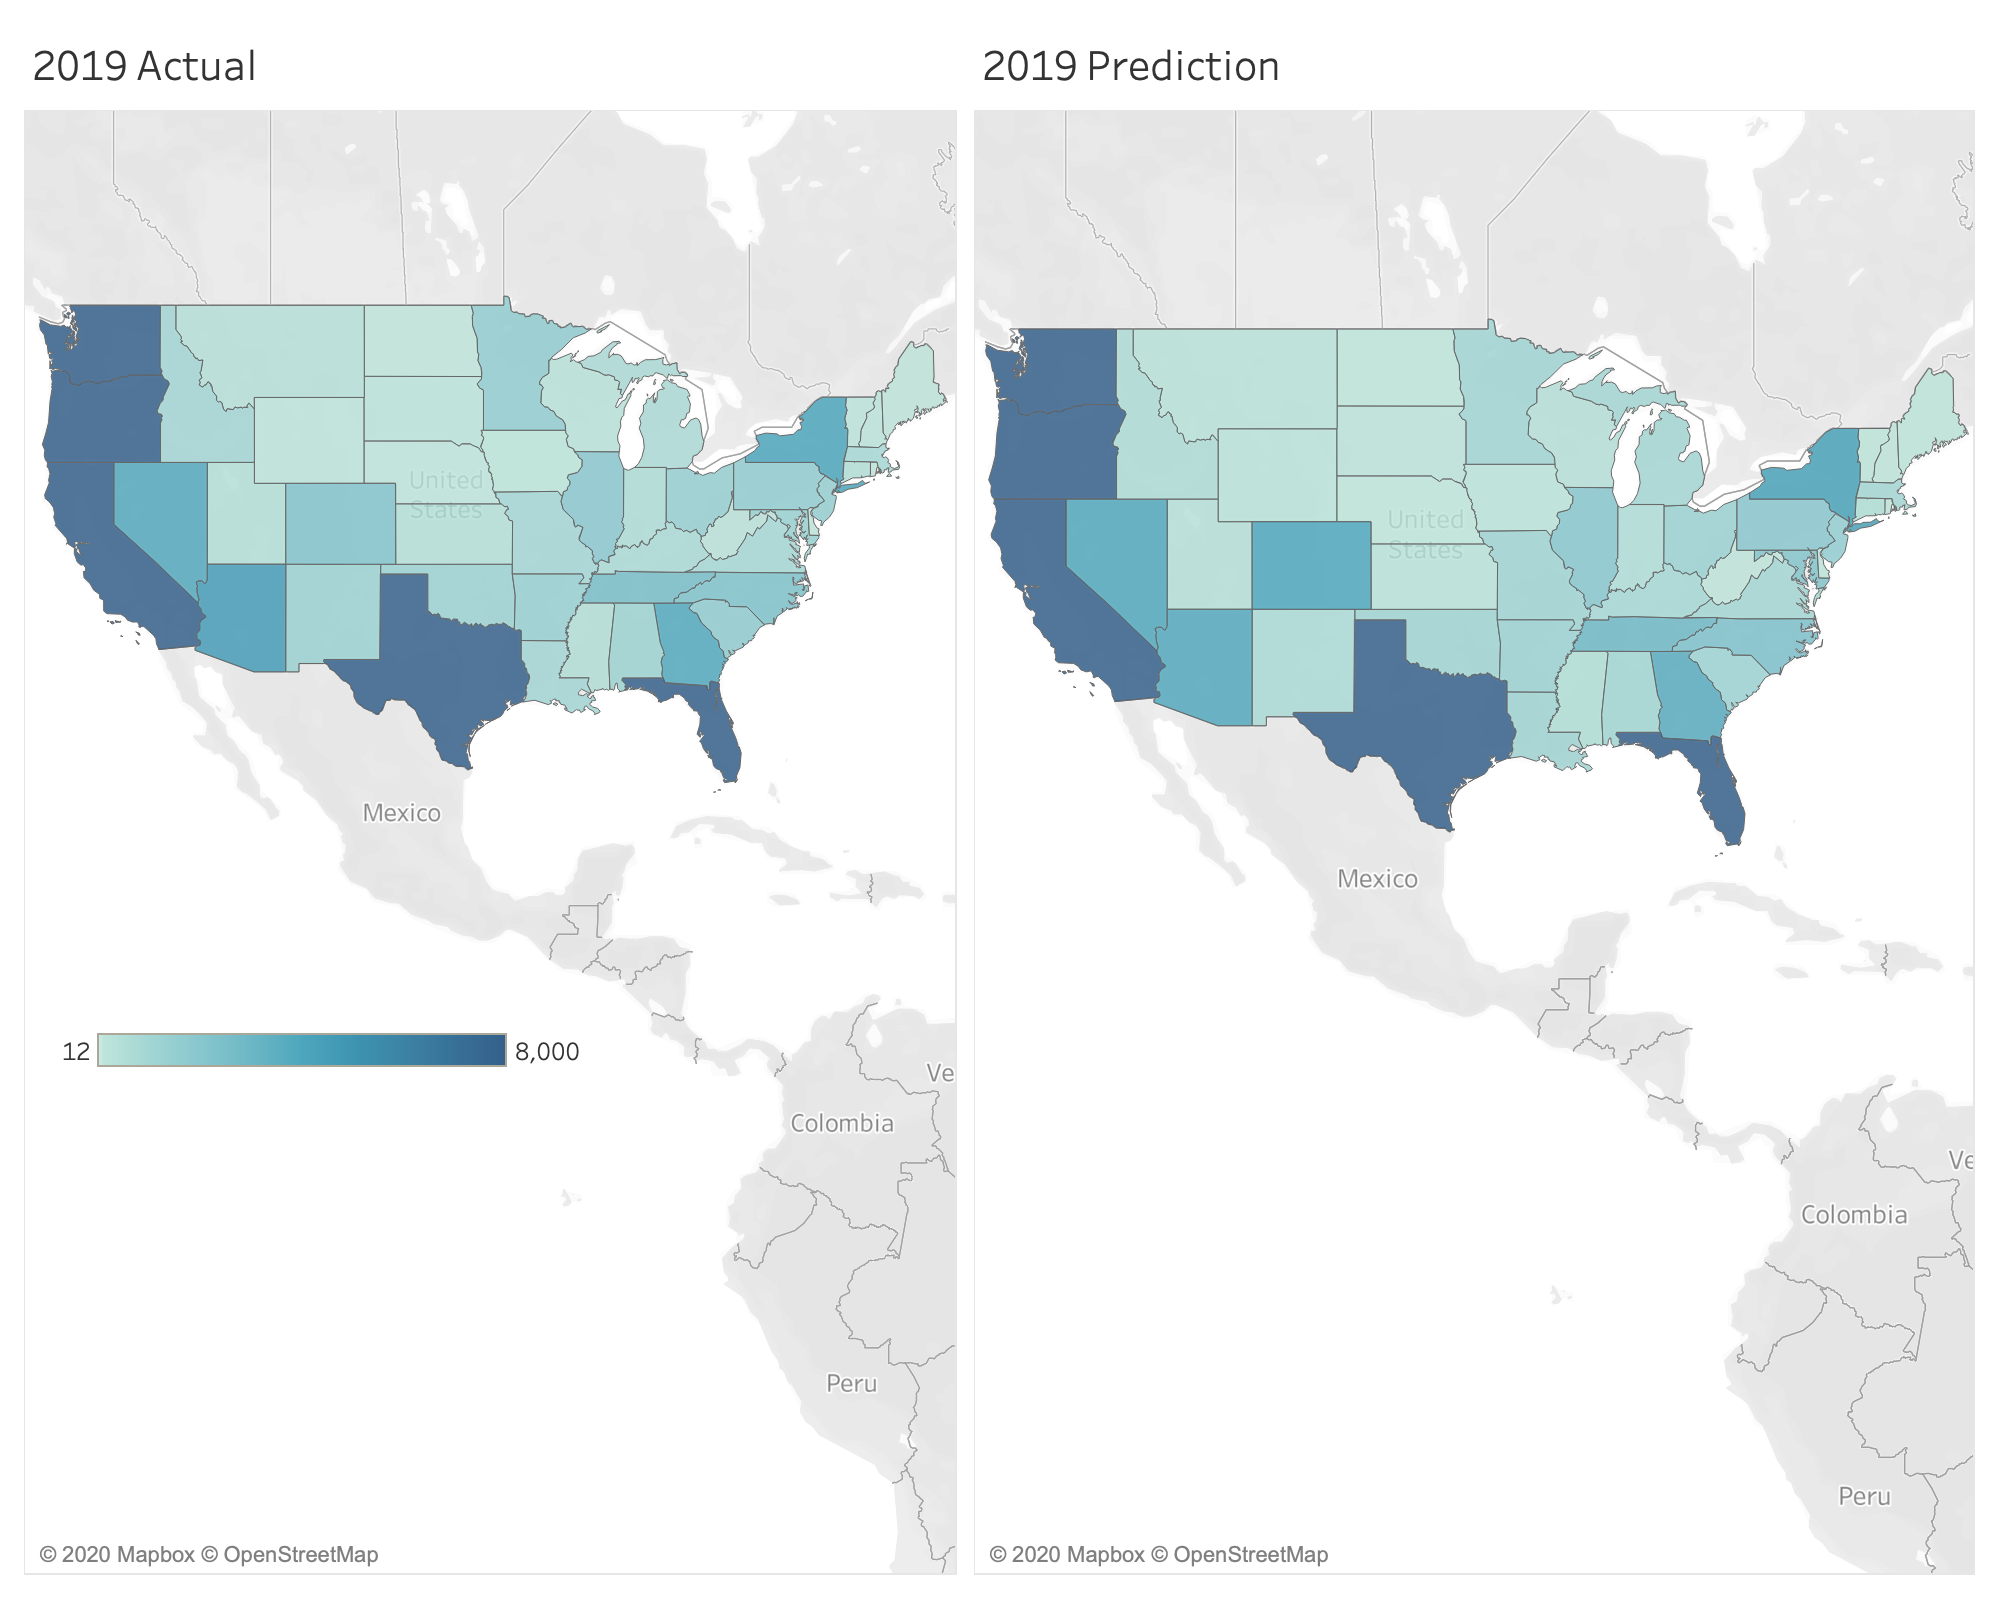 2019 Actual
2019 Prediction
United
States
Mexico
12
8,000
Ve
Colombia
Peru
© 2020 Mapbox © OpenStreetMap
United
States
Mexico
Ve
Colombia
Peru
© 2020 Mapbox © OpenStreetMap